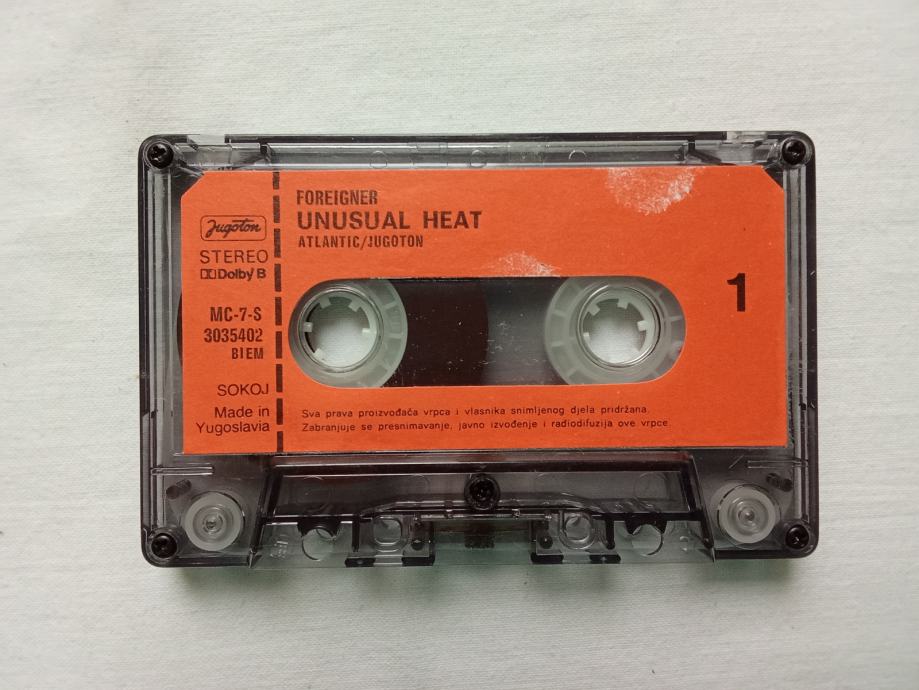 Jugoton
STEREO
Dolby B
MC-7-S
3035402
BIEM
SOKOJ
Made in
Yugoslavia
FOREIGNER
UNUSUAL HEAT
ATLANTIC/JUGOTON
1
Sva prava proizvođača vrpca i vlasnika snimljenog djela pridržana.
Zabranjuje se presnimavanje, javno izvođenje i radiodifuzija ove vrpce.